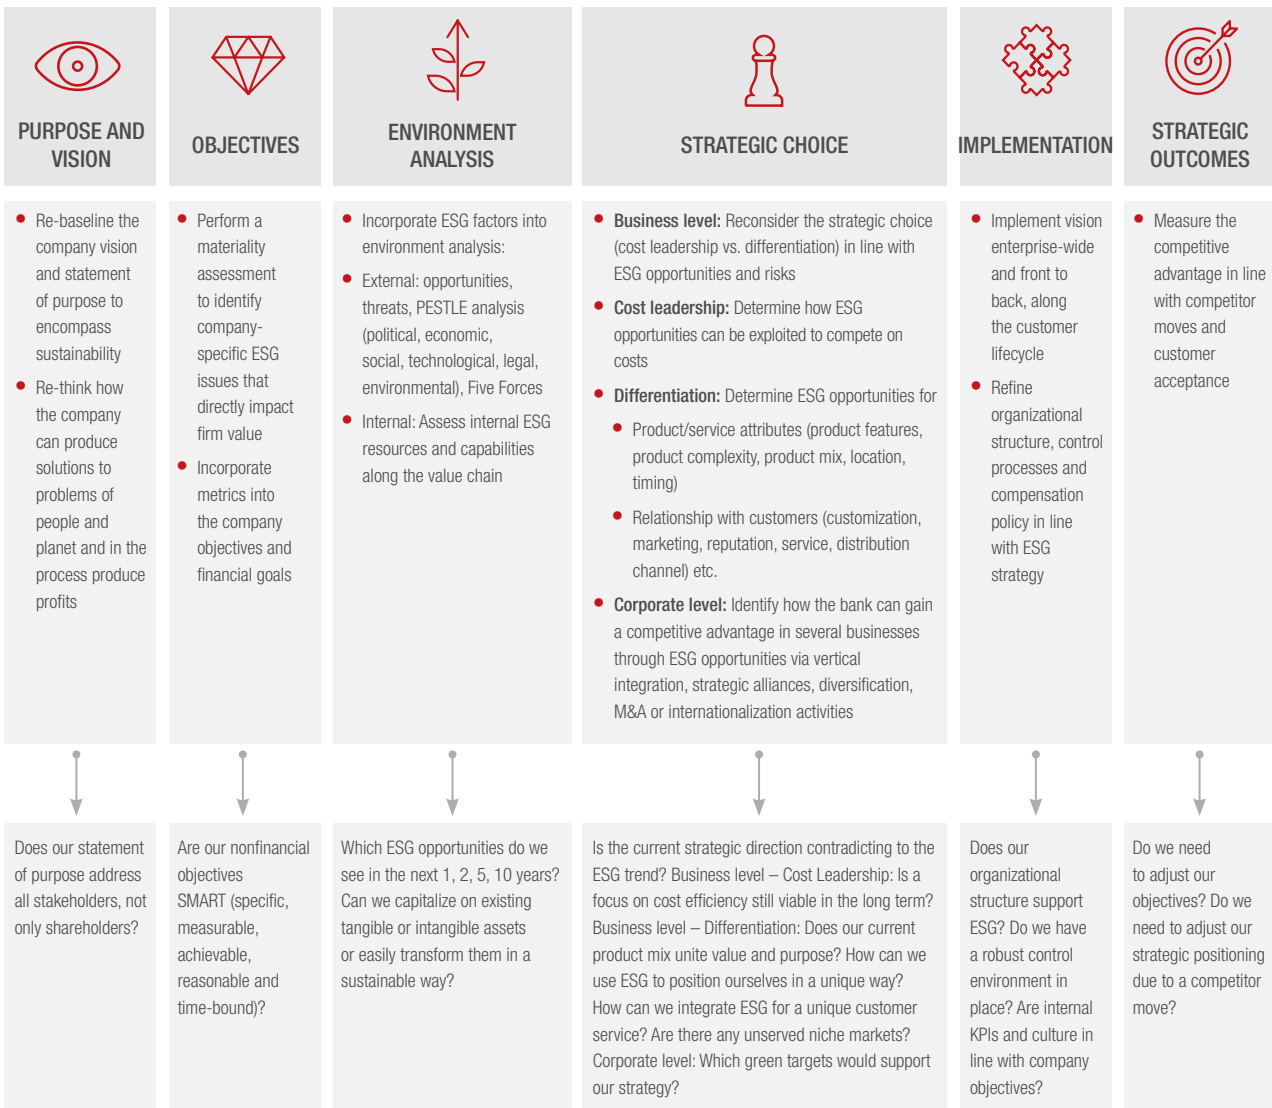 PURPOSE AND
VISION
OBJECTIVES
ENVIRONMENT
ANALYSIS
STRATEGIC CHOICE
IMPLEMENTATION
STRATEGIC
OUTCOMES
Re-baseline the
company vision
and statement
of purpose to
encompass
sustainability
Re-think how
the company
can produce
solutions to
problems of
people and
planet and in the
process produce
profits
Perform a
materiality
assessment
to identify
company-
specific ESG
issues that
directly impact
firm value
Incorporate
metrics into
the company
objectives and
financial goals
Incorporate ESG factors into
environment analysis:
External: opportunities,
threats, PESTLE analysis
(political, economic,
social, technological, legal,
environmental), Five Forces
Internal: Assess internal ESG
resources and capabilities
along the value chain
Business level: Reconsider the strategic choice
(cost leadership vs. differentiation) in line with
ESG opportunities and risks
Cost leadership: Determine how ESG
opportunities can be exploited to compete on
costs
Differentiation: Determine ESG opportunities for
Product/service attributes (product features,
product complexity, product mix, location,
timing)
Relationship with customers (customization,
marketing, reputation, service, distribution
channel) etc.
Corporate level: Identify how the bank can gain
a competitive advantage in several businesses
through ESG opportunities via vertical
integration, strategic alliances, diversification,
M&A or internationalization activities
Implement vision
enterprise-wide
and front to
back, along
the customer
lifecycle
Refine
organizational
structure, control
processes and
compensation
policy in line
with ESG
strategy
Measure the
competitive
advantage in line
with competitor
moves and
customer
acceptance
Does our statement
of purpose address
all stakeholders, not
only shareholders?
Are our nonfinancial
objectives
SMART (specific,
measurable,
achievable,
reasonable and
time-bound)?
Which ESG opportunities do we
see in the next 1, 2, 5, 10 years?
Can we capitalize on existing
tangible or intangible assets
or easily transform them in a
sustainable way?
Is the current strategic direction contradicting to the
ESG trend? Business level – Cost Leadership: Is a
focus on cost efficiency still viable in the long term?
Business level – Differentiation: Does our current
product mix unite value and purpose? How can we
use ESG to position ourselves in a unique way?
How can we integrate ESG for a unique customer
service? Are there any unserved niche markets?
Corporate level: Which green targets would support
our strategy?
Does our
organizational
structure support
ESG? Do we have
a robust control
environment in
place? Are internal
KPIs and culture in
line with company
objectives?
Do we need
to adjust our
objectives? Do we
need to adjust our
strategic positioning
due to a competitor
move?